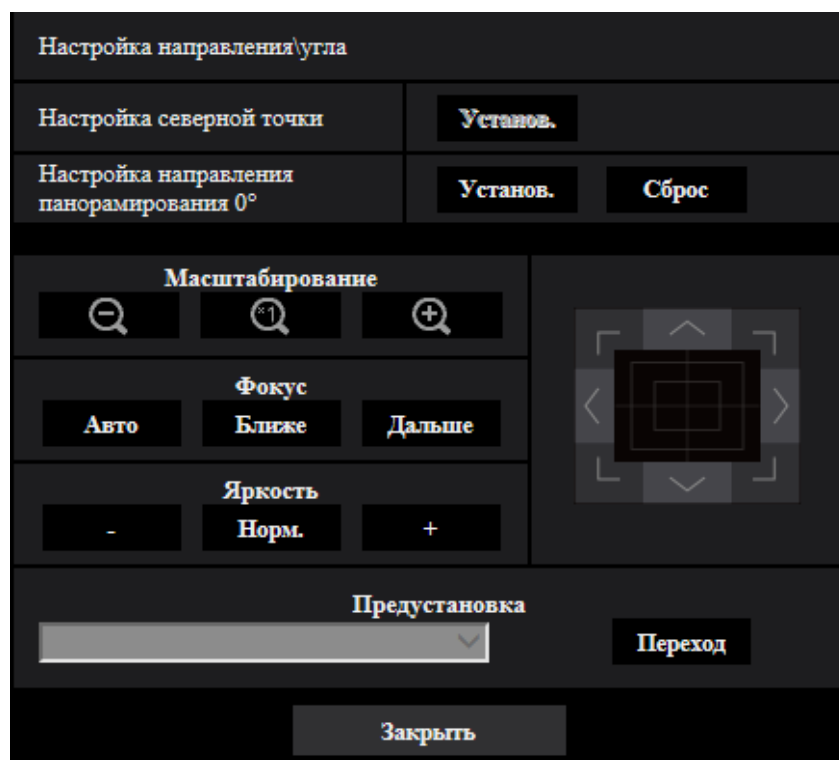 Настройка направления\угла
Настройка северной точки
Установ.
Настройка направления
панорамирования 0°
Установ.
Сброс
Масштабирование
×1
Фокус
Авто
Ближе
Дальше
Яркость
-
Норм.
+
Предустановка
Переход
Закрыть